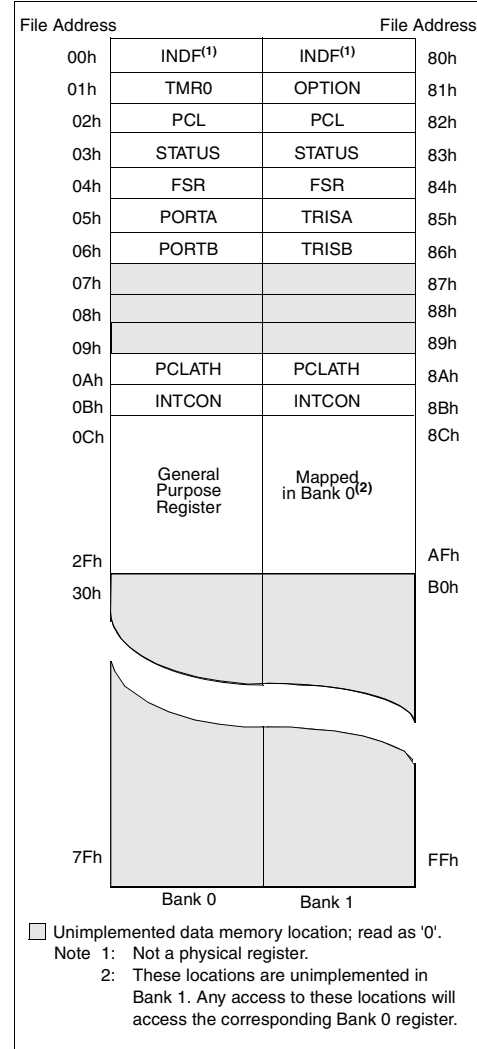 File Address File Address
00h INDF(1) INDF(1) 80h
01h TMR0 OPTION 81h
02h PCL PCL 82h
03h STATUS STATUS 83h
04h FSR FSR 84h
05h PORTA TRISA 85h
06h PORTB TRISB 86h
07h 87h
08h 88h
09h 89h
0Ah PCLATH PCLATH 8Ah
0Bh INTCON INTCON 8Bh
0Ch 8Ch
General Mapped
Purpose in Bank 0(2)
Register
2Fh AFh
30h B0h
7Fh FFh
Bank 0 Bank 1
Unimplemented data memory location; read as '0'.
Note 1: Not a physical register.
2: These locations are unimplemented in
Bank 1. Any access to these locations will
access the corresponding Bank 0 register.